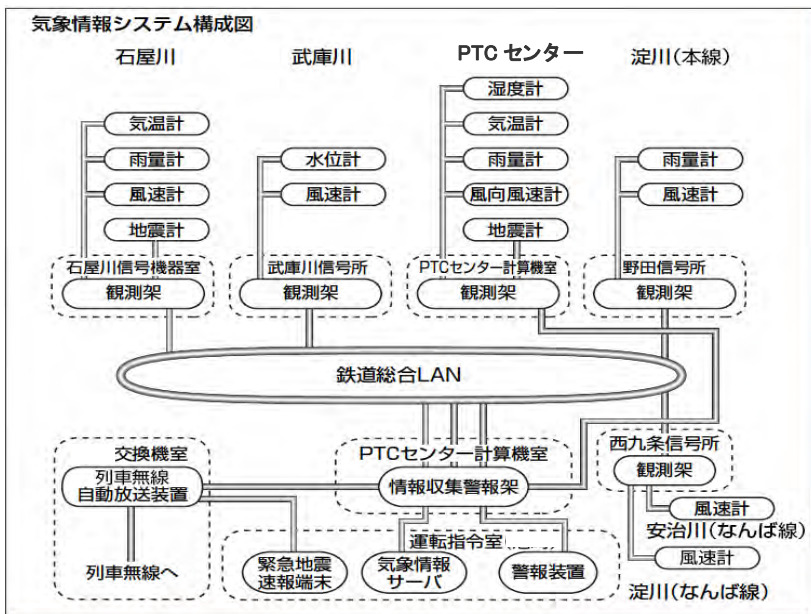 気象情報システム構成図
石屋川
武庫川
PTC センター
淀川(本線)
湿度計
気温計
気温計
雨量計
水位計
雨量計
雨量計
風速計
風速計
風向風速計
風速計
地震計
地震計
石屋川信号機器室
武庫川信号所
PTCセンター計算機室
野田信号所
観測架
観測架
観測架
観測架
鉄道総合LAN
交換機室
PTCセンター計算機室
西九条信号所
列車無線
自動放送装置
情報収集警報架
観測架
風速計
安治川(なんば線)
運転指令室
風速計
列車無線へ
緊急地震
速報端末
気象情報
サーバ
警報装置
淀川(なんば線)